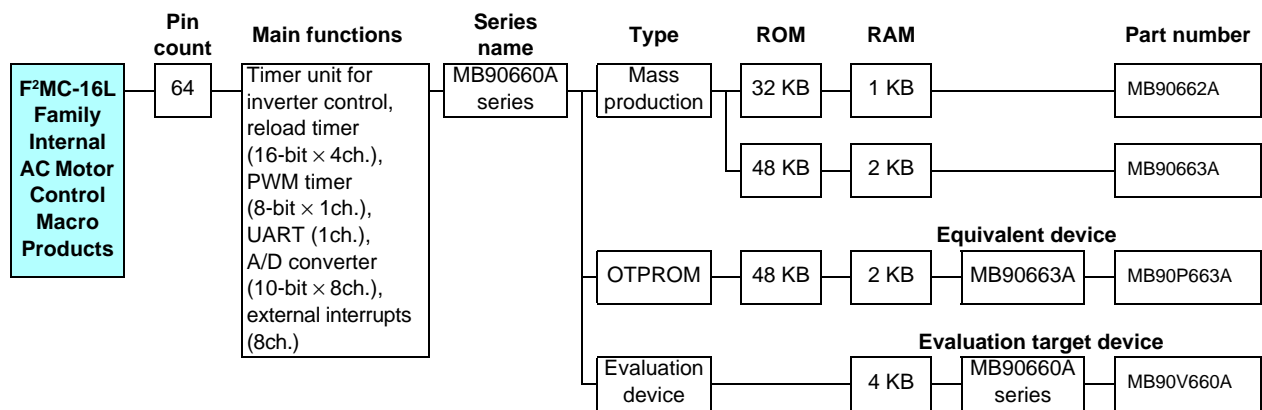 Pin count
Main functions
Series name
Type
ROM
RAM
Part number
F²MC-16L
Family
Internal
AC Motor
Control
Macro
Products
64
Timer unit for
inverter control,
reload timer
(16-bit × 4ch.),
PWM timer
(8-bit × 1ch.),
UART (1ch.),
A/D converter
(10-bit × 8ch.),
external interrupts
(8ch.)
MB90660A
series
Mass
production
32 KB
1 KB
MB90662A
48 KB
2 KB
MB90663A
Equivalent device
OTPROM
48 KB
2 KB
MB90663A
MB90P663A
Evaluation target device
Evaluation
device
4 KB
MB90660A
series
MB90V660A